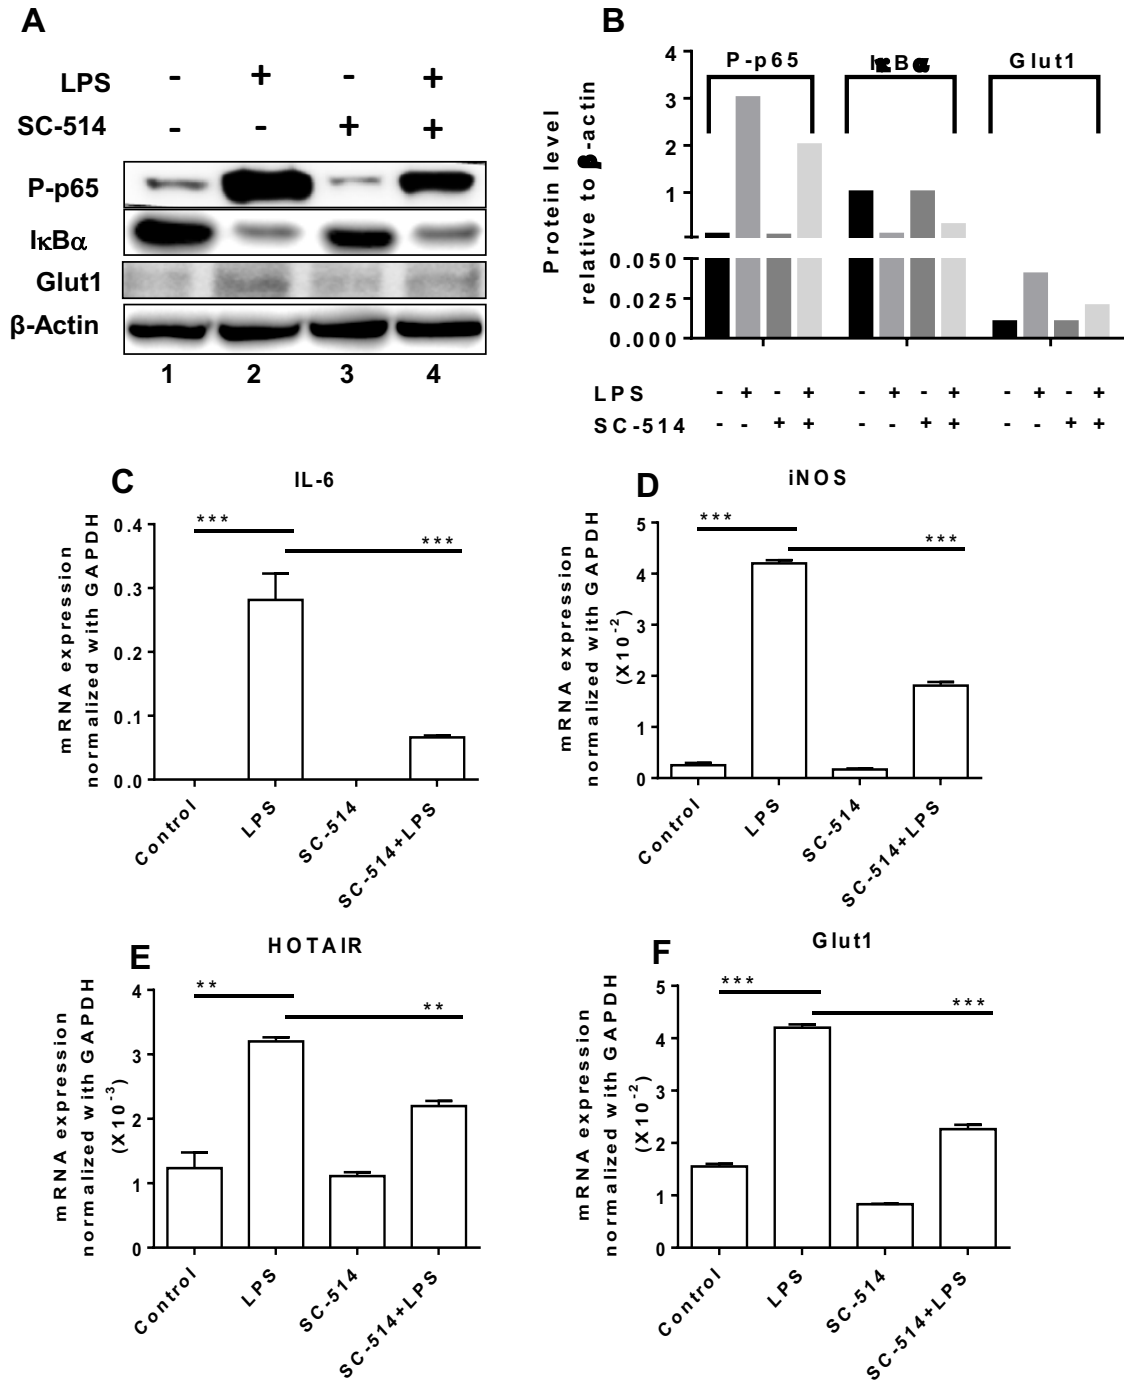 A
LPS - + - +
SC-514 - - + +
P-p65
IκBα
Glut1
β-Actin
1 2 3 4
B
P-p65 IκBα Glut1
Protein level
relative to β-actin
4
3
2
1
0.050
0.025
0.000
LPS - + - + - + - + - + - +
SC-514 - - + + - - + + - - + +
C
IL-6
mRNA expression
normalized with GAPDH
0.4
0.3
0.2
0.1
0.0
***
***
Control
LPS
SC-514
SC-514+LPS
D
iNOS
mRNA expression
normalized with GAPDH
(X10⁻²)
5
4
3
2
1
0
***
***
Control
LPS
SC-514
SC-514+LPS
E
HOTAIR
mRNA expression
normalized with GAPDH
(X10⁻³)
4
3
2
1
0
**
**
Control
LPS
SC-514
SC-514+LPS
F
Glut1
mRNA expression
normalized with GAPDH
(X10⁻²)
5
4
3
2
1
0
***
***
Control
LPS
SC-514
SC-514+LPS